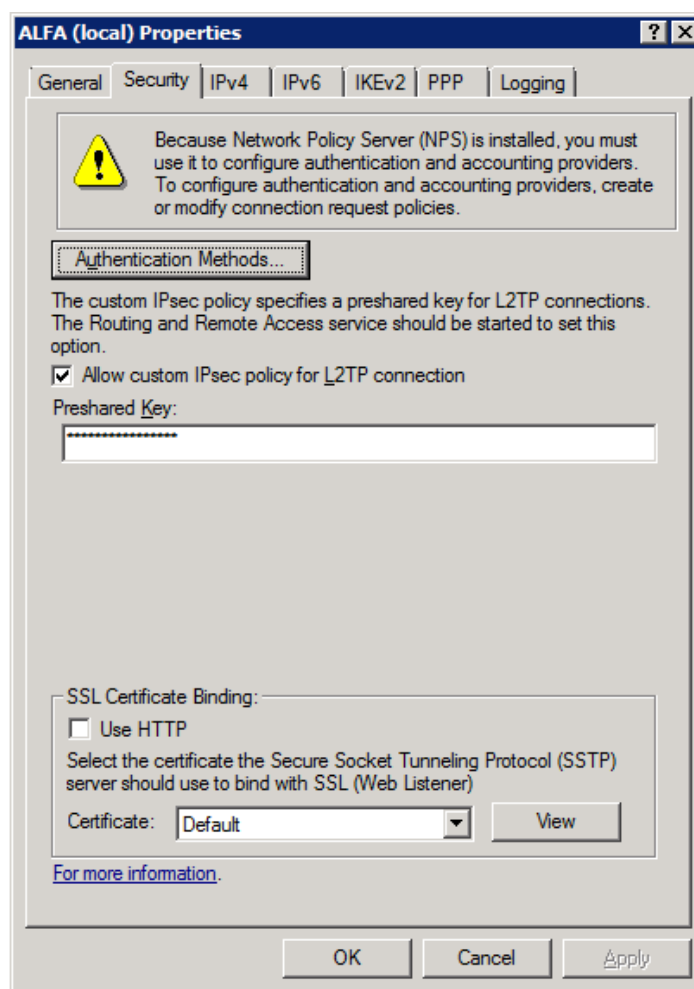 ALFA (local) Properties
General Security IPv4 IPv6 IKEv2 PPP Logging
Because Network Policy Server (NPS) is installed, you must
use it to configure authentication and accounting providers.
To configure authentication and accounting providers, create
or modify connection request policies.
Authentication Methods...
The custom IPsec policy specifies a preshared key for L2TP connections.
The Routing and Remote Access service should be started to set this
option.
Allow custom IPsec policy for L2TP connection
Preshared Key:
****************
SSL Certificate Binding:
Use HTTP
Select the certificate the Secure Socket Tunneling Protocol (SSTP)
server should use to bind with SSL (Web Listener)
Certificate: Default View
For more information.
OK Cancel Apply